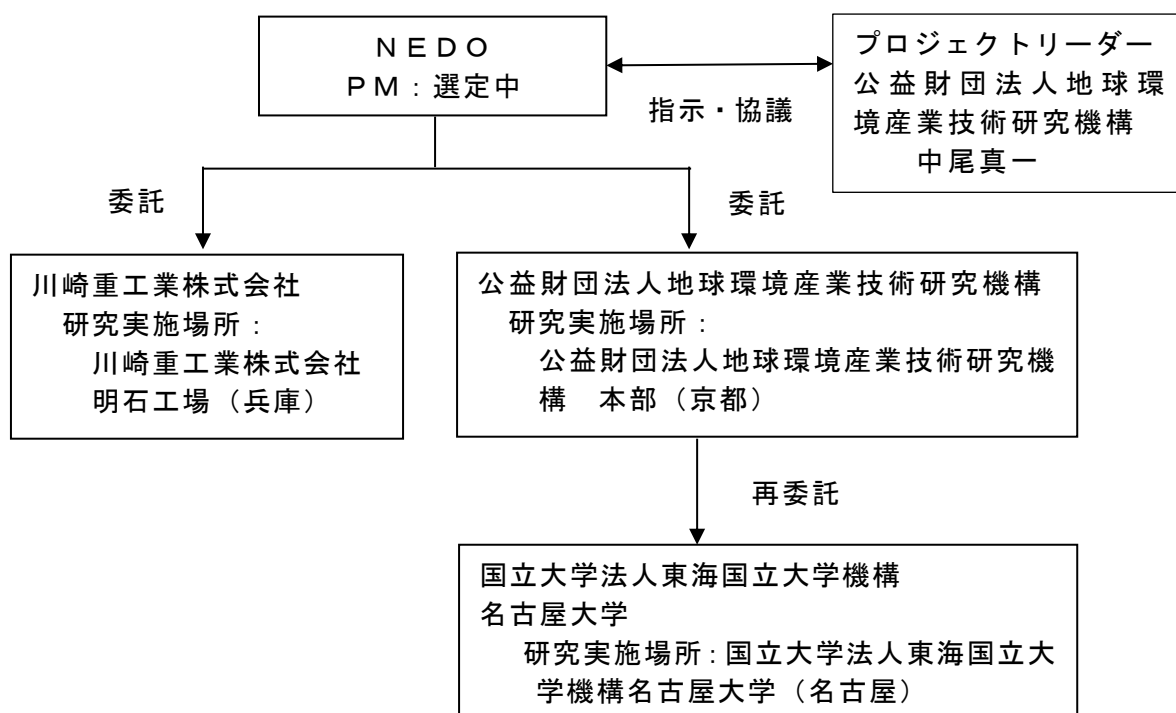 NEDO
PM:選定中
指示・協議
プロジェクトリーダー
公益財団法人地球環
境産業技術研究機構
中尾真一
委託
委託
川崎重工業株式会社
研究実施場所:
川崎重工業株式会社
明石工場(兵庫)
公益財団法人地球環境産業技術研究機構
研究実施場所:
公益財団法人地球環境産業技術研究機
構 本部(京都)
再委託
国立大学法人東海国立大学機構
名古屋大学
研究実施場所:国立大学法人東海国立大
学機構名古屋大学(名古屋)